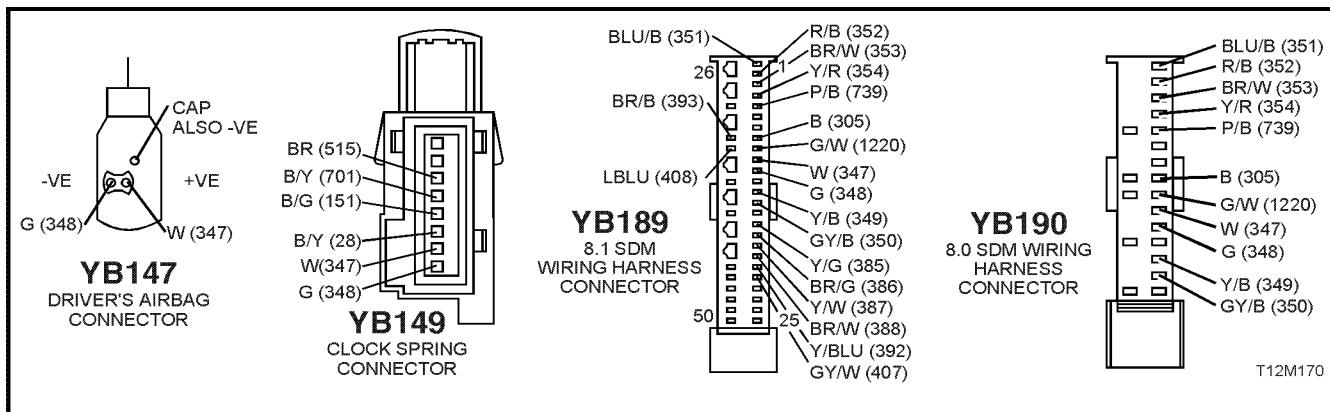 CAP
ALSO -VE
-VE
+VE
G (348)
W (347)
YB147
DRIVER'S AIRBAG
CONNECTOR
BR (515)
B/Y (701)
B/G (151)
B/Y (28)
W(347)
G (348)
YB149
CLOCK SPRING
CONNECTOR
BLU/B (351)
26
BR/B (393)
LBLU (408)
YB189
8.1 SDM
WIRING HARNESS
CONNECTOR
50
1
R/B (352)
BR/W (353)
Y/R (354)
P/B (739)
B (305)
G/W (1220)
W (347)
G (348)
Y/B (349)
GY/B (350)
Y/G (385)
BR/G (386)
Y/W (387)
25
BR/W (388)
Y/BLU (392)
GY/W (407)
YB190
8.0 SDM WIRING
HARNESS
CONNECTOR
BLU/B (351)
R/B (352)
BR/W (353)
Y/R (354)
P/B (739)
B (305)
G/W (1220)
W (347)
G (348)
Y/B (349)
GY/B (350)
T12M170